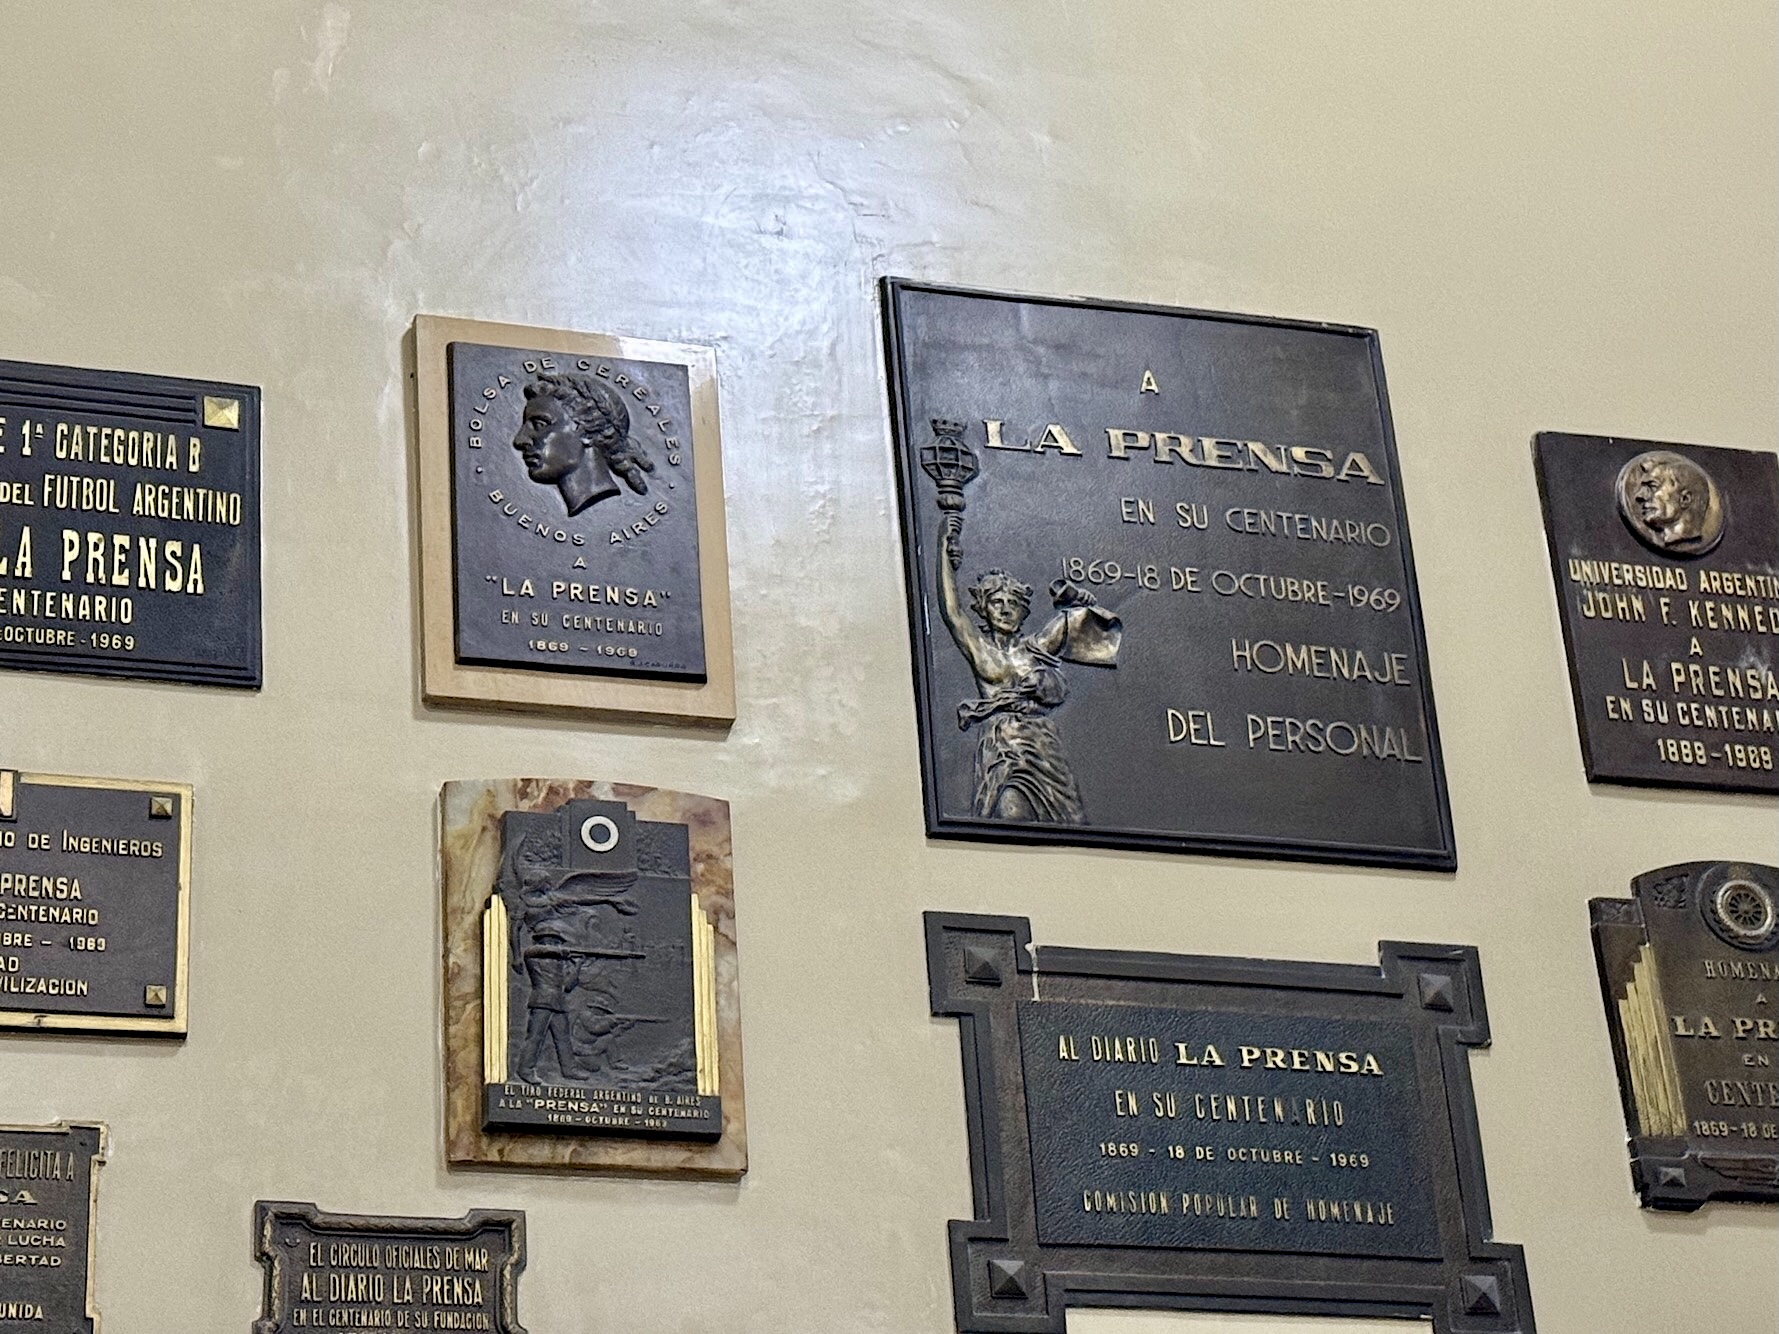 1ª CATEGORIA B
DEL FUTBOL ARGENTINO
LA PRENSA
CENTENARIO
OCTUBRE - 1969
· BOLSA DE CEREALES ·
BUENOS AIRES
A
"LA PRENSA"
EN SU CENTENARIO
1869 - 1969
A
LA PRENSA
EN SU CENTENARIO
1869-18 DE OCTUBRE-1969
HOMENAJE
DEL PERSONAL
UNIVERSIDAD ARGENTIN
JOHN F. KENNED
A
LA PRENSA
EN SU CENTENA
1869-1969
DE INGENIEROS
PRENSA
CENTENARIO
BRE - 1969
AD
VILIZACION
EL TIRO FEDERAL ARGENTINO DE B. AIRES
A LA "PRENSA" EN SU CENTENARIO
1869 - OCTUBRE - 1969
AL DIARIO LA PRENSA
EN SU CENTENARIO
1869 - 18 DE OCTUBRE - 1969
COMISION POPULAR DE HOMENAJE
HOMENA
A
LA PR
EN
CENTE
1869-18 DE
FELICITA A
SA
ENARIO
LUCHA
BERTAD
UNIDA
EL CIRCULO OFICIALES DE MAR
AL DIARIO LA PRENSA
EN EL CENTENARIO DE SU FUNDACION